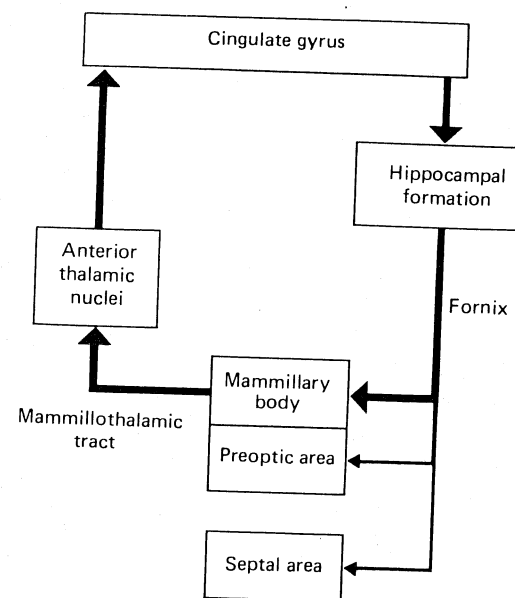 Cingulate gyrus
Hippocampal
formation
Anterior
thalamic
nuclei
Fornix
Mammillary
body
Mammillothalamic
tract
Preoptic area
Septal area